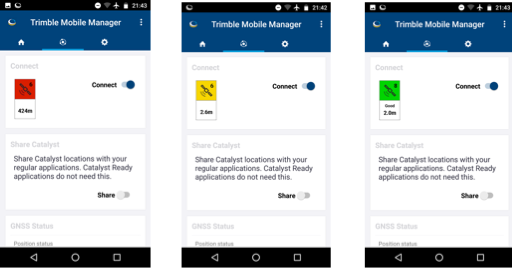 21:43
Trimble Mobile Manager
Connect
6
Connect
424m
Share Catalyst
Share Catalyst locations with your
regular applications. Catalyst Ready
applications do not need this.
Share
GNSS Status
Position status
21:42
Trimble Mobile Manager
Connect
6
Connect
2.6m
Share Catalyst
Share Catalyst locations with your
regular applications. Catalyst Ready
applications do not need this.
Share
GNSS Status
Position status
21:43
Trimble Mobile Manager
Connect
6
Connect
Good
2.0m
Share Catalyst
Share Catalyst locations with your
regular applications. Catalyst Ready
applications do not need this.
Share
GNSS Status
Position status